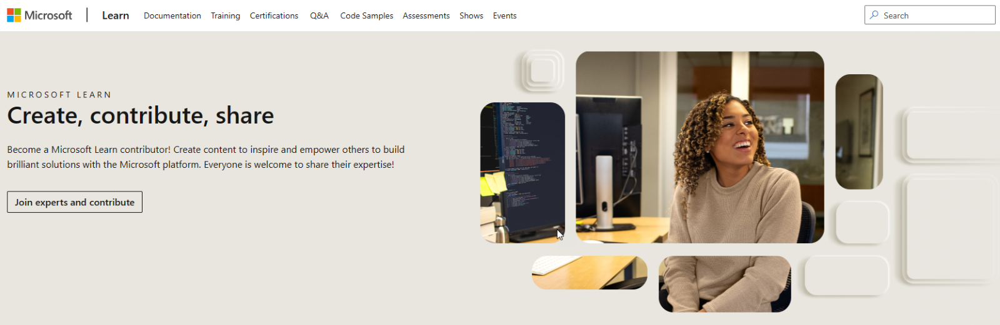 Microsoft | Learn Documentation Training Certifications Q&A Code Samples Assessments Shows Events Search
MICROSOFT LEARN
Create, contribute, share
Become a Microsoft Learn contributor! Create content to inspire and empower others to build
brilliant solutions with the Microsoft platform. Everyone is welcome to share their expertise!
Join experts and contribute